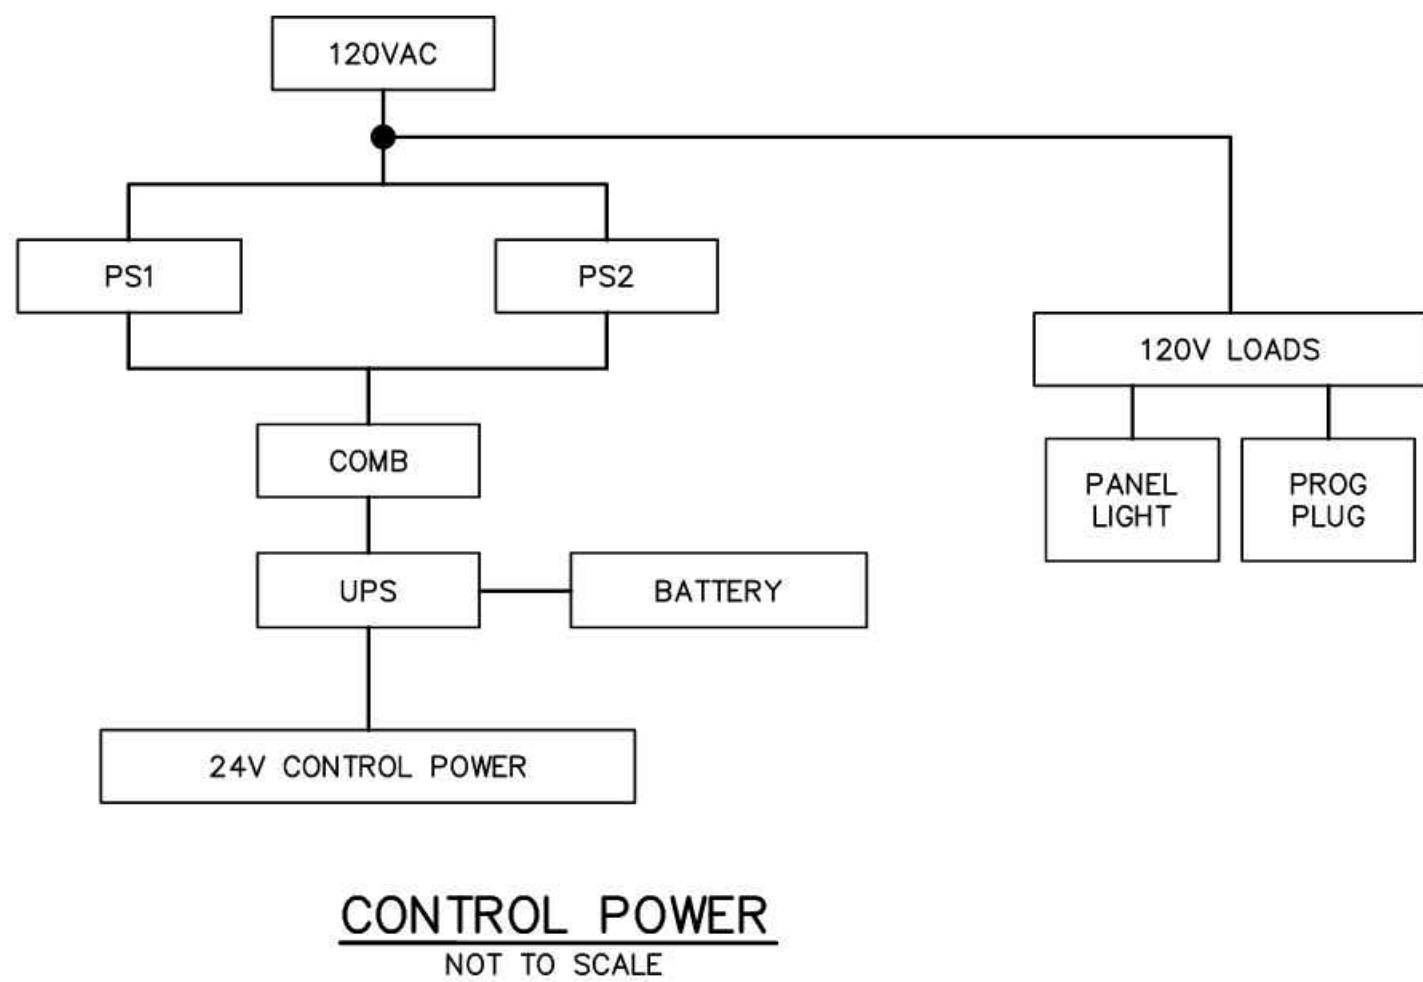 120VAC
PS1
PS2
120V LOADS
COMB
PANEL
LIGHT
PROG
PLUG
UPS
BATTERY
24V CONTROL POWER
CONTROL POWER
NOT TO SCALE